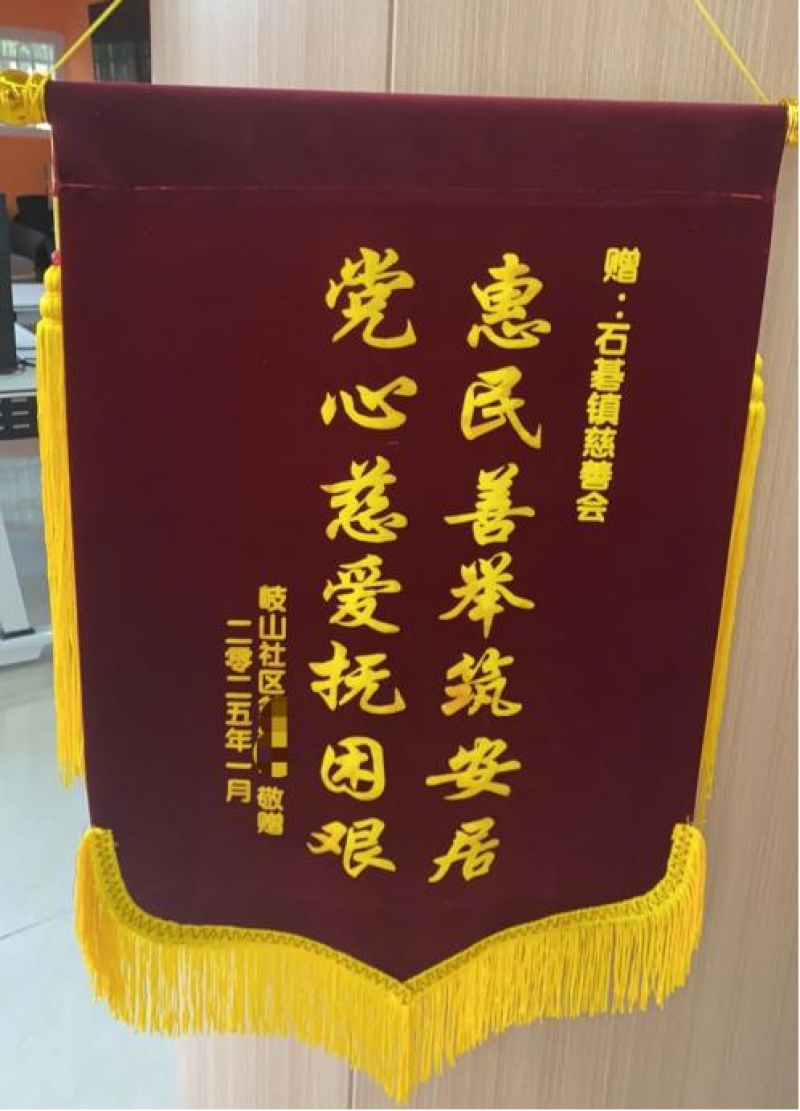 赠：石碁镇慈善会
惠民善举筑安居
党心慈爱抚困艰
岐山社区 敬赠
二零二五年一月